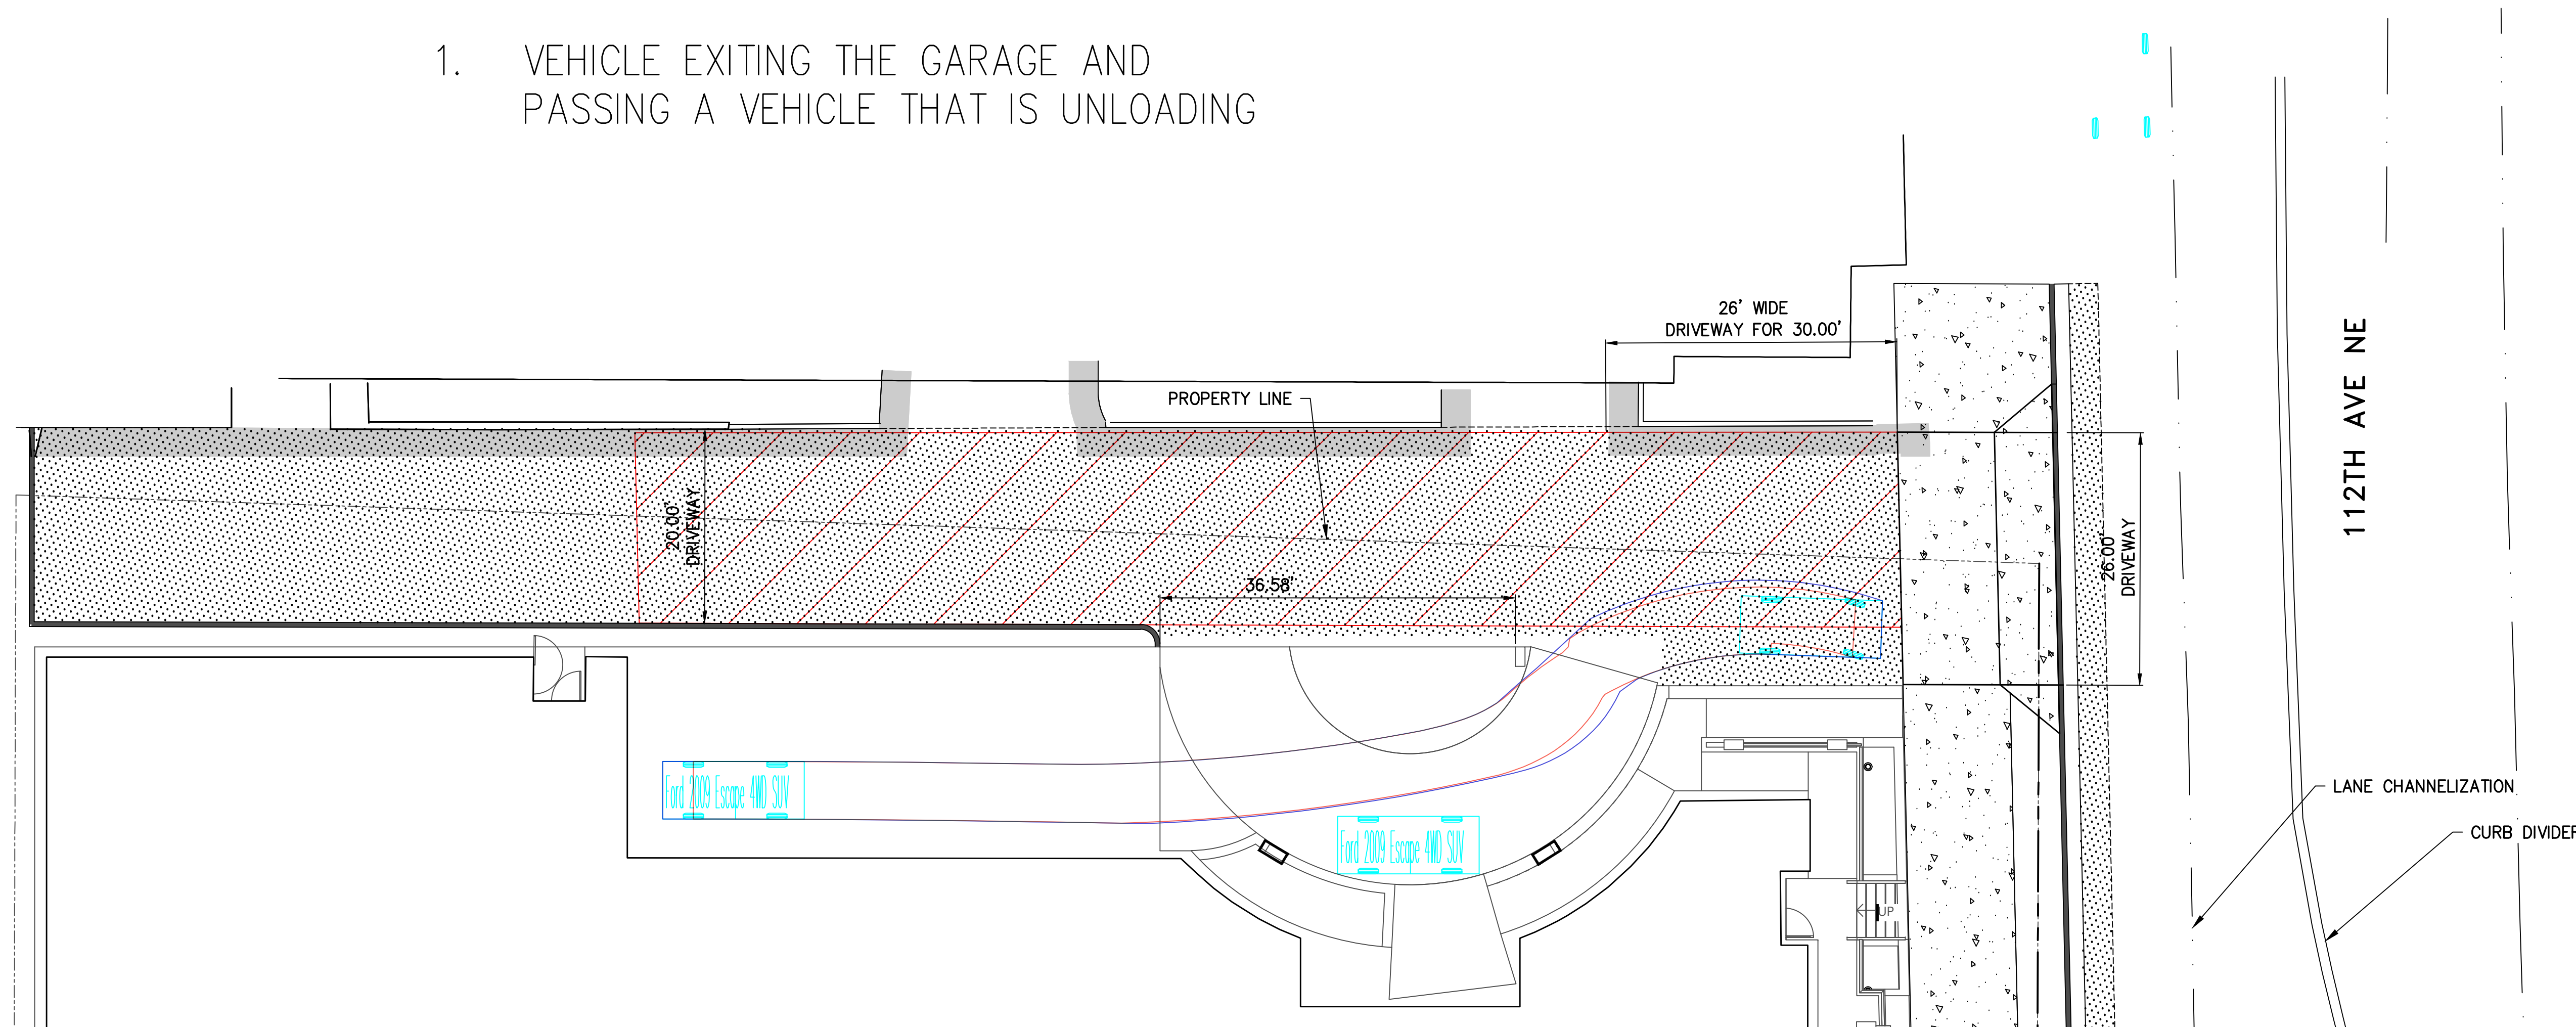 1. VEHICLE EXITING THE GARAGE AND
PASSING A VEHICLE THAT IS UNLOADING
26' WIDE
DRIVEWAY FOR 30.00'
PROPERTY LINE
112TH AVE NE
20.00'
DRIVEWAY
36.58'
26.00'
DRIVEWAY
Ford 2009 Escape 4WD SUV
Ford 2009 Escape 4WD SUV
LANE CHANNELIZATION
CURB DIVIDER
UP